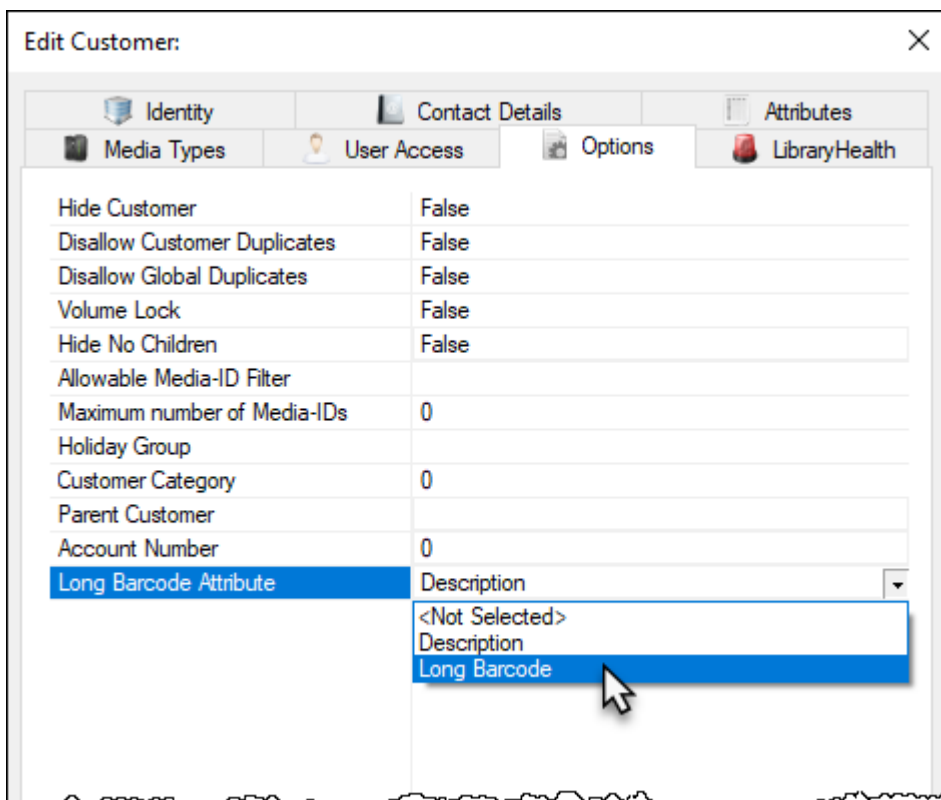 Edit Customer:
Identity Contact Details Attributes
Media Types User Access Options LibraryHealth
Hide Customer False
Disallow Customer Duplicates False
Disallow Global Duplicates False
Volume Lock False
Hide No Children False
Allowable Media-ID Filter
Maximum number of Media-IDs 0
Holiday Group
Customer Category 0
Parent Customer
Account Number 0
Long Barcode Attribute Description
<Not Selected>
Description
Long Barcode